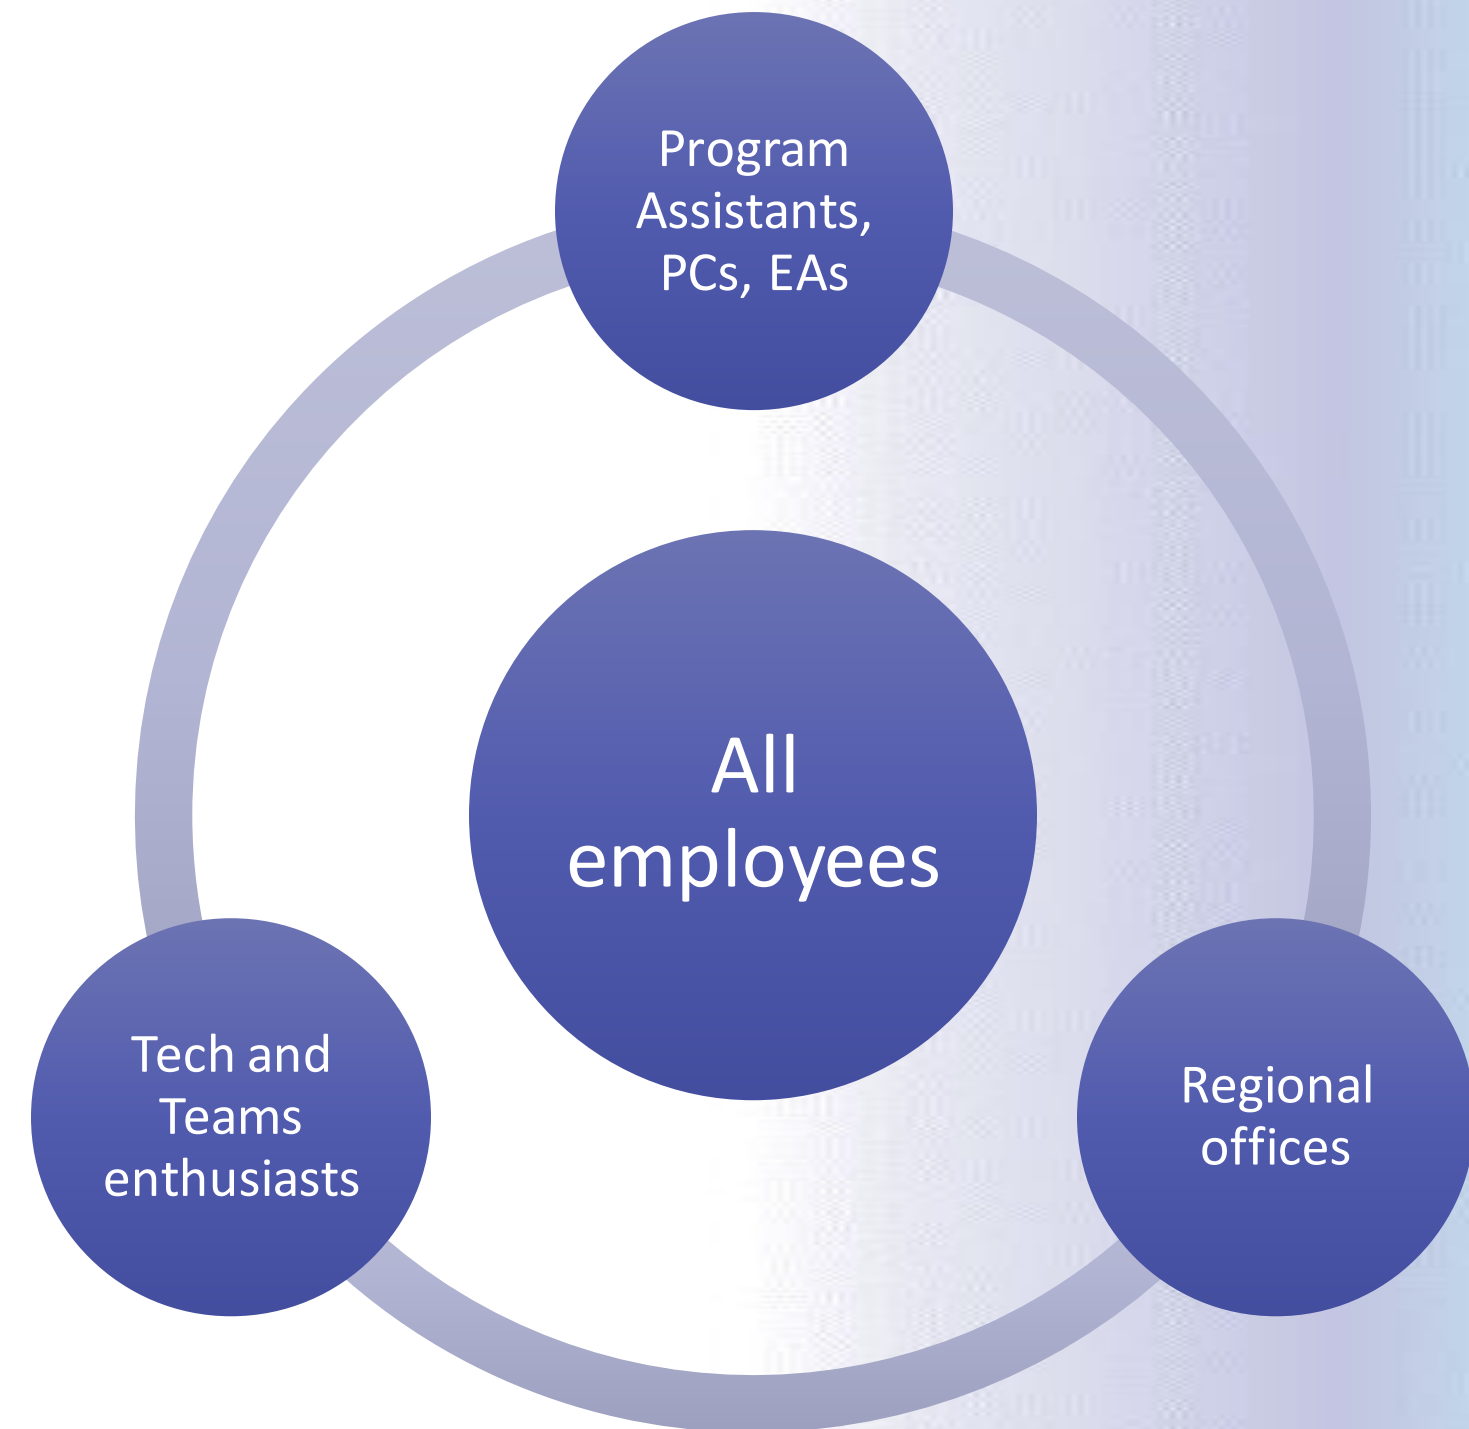 Program
Assistants,
PCs, EAs
All
employees
Tech and
Teams
enthusiasts
Regional
offices